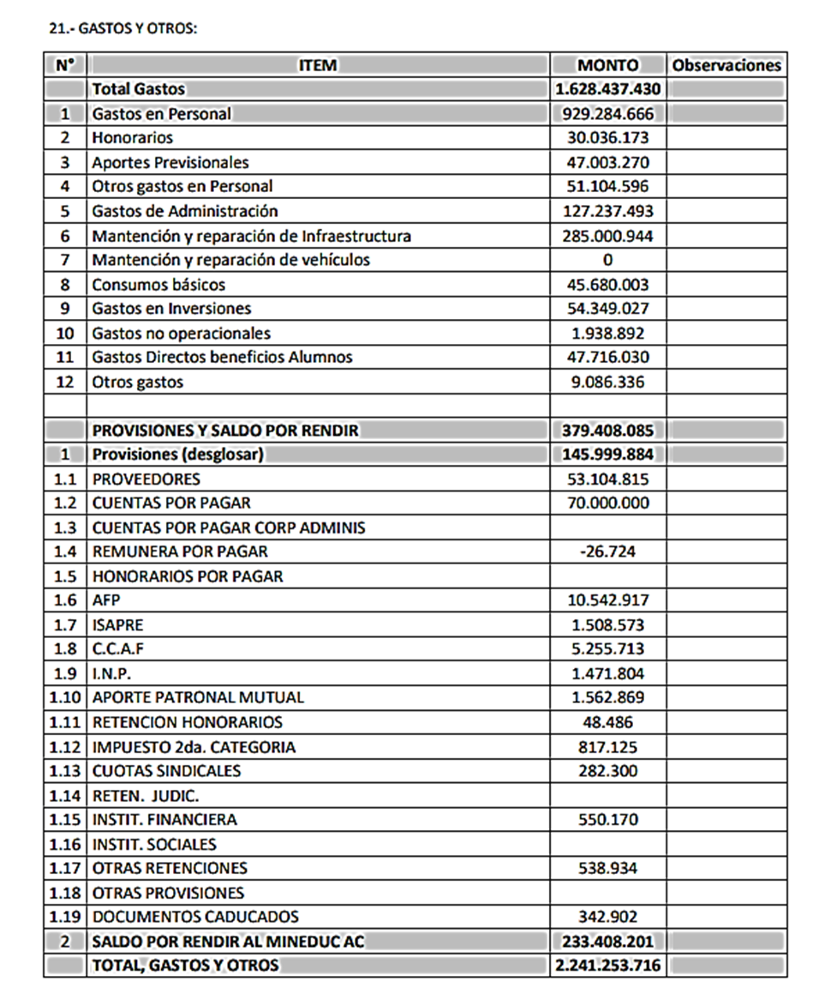 21.- GASTOS Y OTROS:
N° ITEM MONTO Observaciones
Total Gastos 1.628.437.430
1 Gastos en Personal 929.284.666
2 Honorarios 30.036.173
3 Aportes Previsionales 47.003.270
4 Otros gastos en Personal 51.104.596
5 Gastos de Administración 127.237.493
6 Mantención y reparación de Infraestructura 285.000.944
7 Mantención y reparación de vehículos 0
8 Consumos básicos 45.680.003
9 Gastos en Inversiones 54.349.027
10 Gastos no operacionales 1.938.892
11 Gastos Directos beneficios Alumnos 47.716.030
12 Otros gastos 9.086.336
PROVISIONES Y SALDO POR RENDIR 379.408.085
1 Provisiones (desglosar) 145.999.884
1.1 PROVEEDORES 53.104.815
1.2 CUENTAS POR PAGAR 70.000.000
1.3 CUENTAS POR PAGAR CORP ADMINIS
1.4 REMUNERA POR PAGAR -26.724
1.5 HONORARIOS POR PAGAR
1.6 AFP 10.542.917
1.7 ISAPRE 1.508.573
1.8 C.C.A.F 5.255.713
1.9 I.N.P. 1.471.804
1.10 APORTE PATRONAL MUTUAL 1.562.869
1.11 RETENCION HONORARIOS 48.486
1.12 IMPUESTO 2da. CATEGORIA 817.125
1.13 CUOTAS SINDICALES 282.300
1.14 RETEN. JUDIC.
1.15 INSTIT. FINANCIERA 550.170
1.16 INSTIT. SOCIALES
1.17 OTRAS RETENCIONES 538.934
1.18 OTRAS PROVISIONES
1.19 DOCUMENTOS CADUCADOS 342.902
2 SALDO POR RENDIR AL MINEDUC AC 233.408.201
TOTAL, GASTOS Y OTROS 2.241.253.716